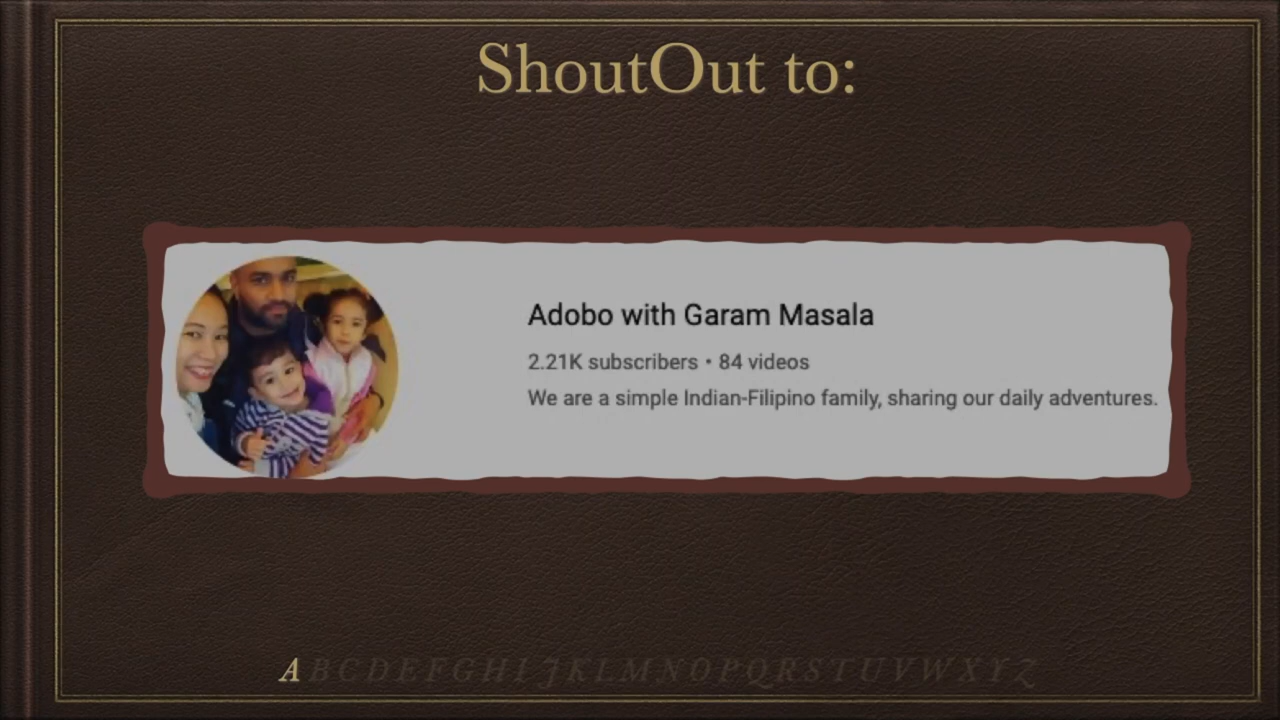 ShoutOut to:
Adobo with Garam Masala
2.21K subscribers • 84 videos
We are a simple Indian-Filipino family, sharing our daily adventures.
A B C D E F G H I J K L M N O P Q R S T U V W X Y Z